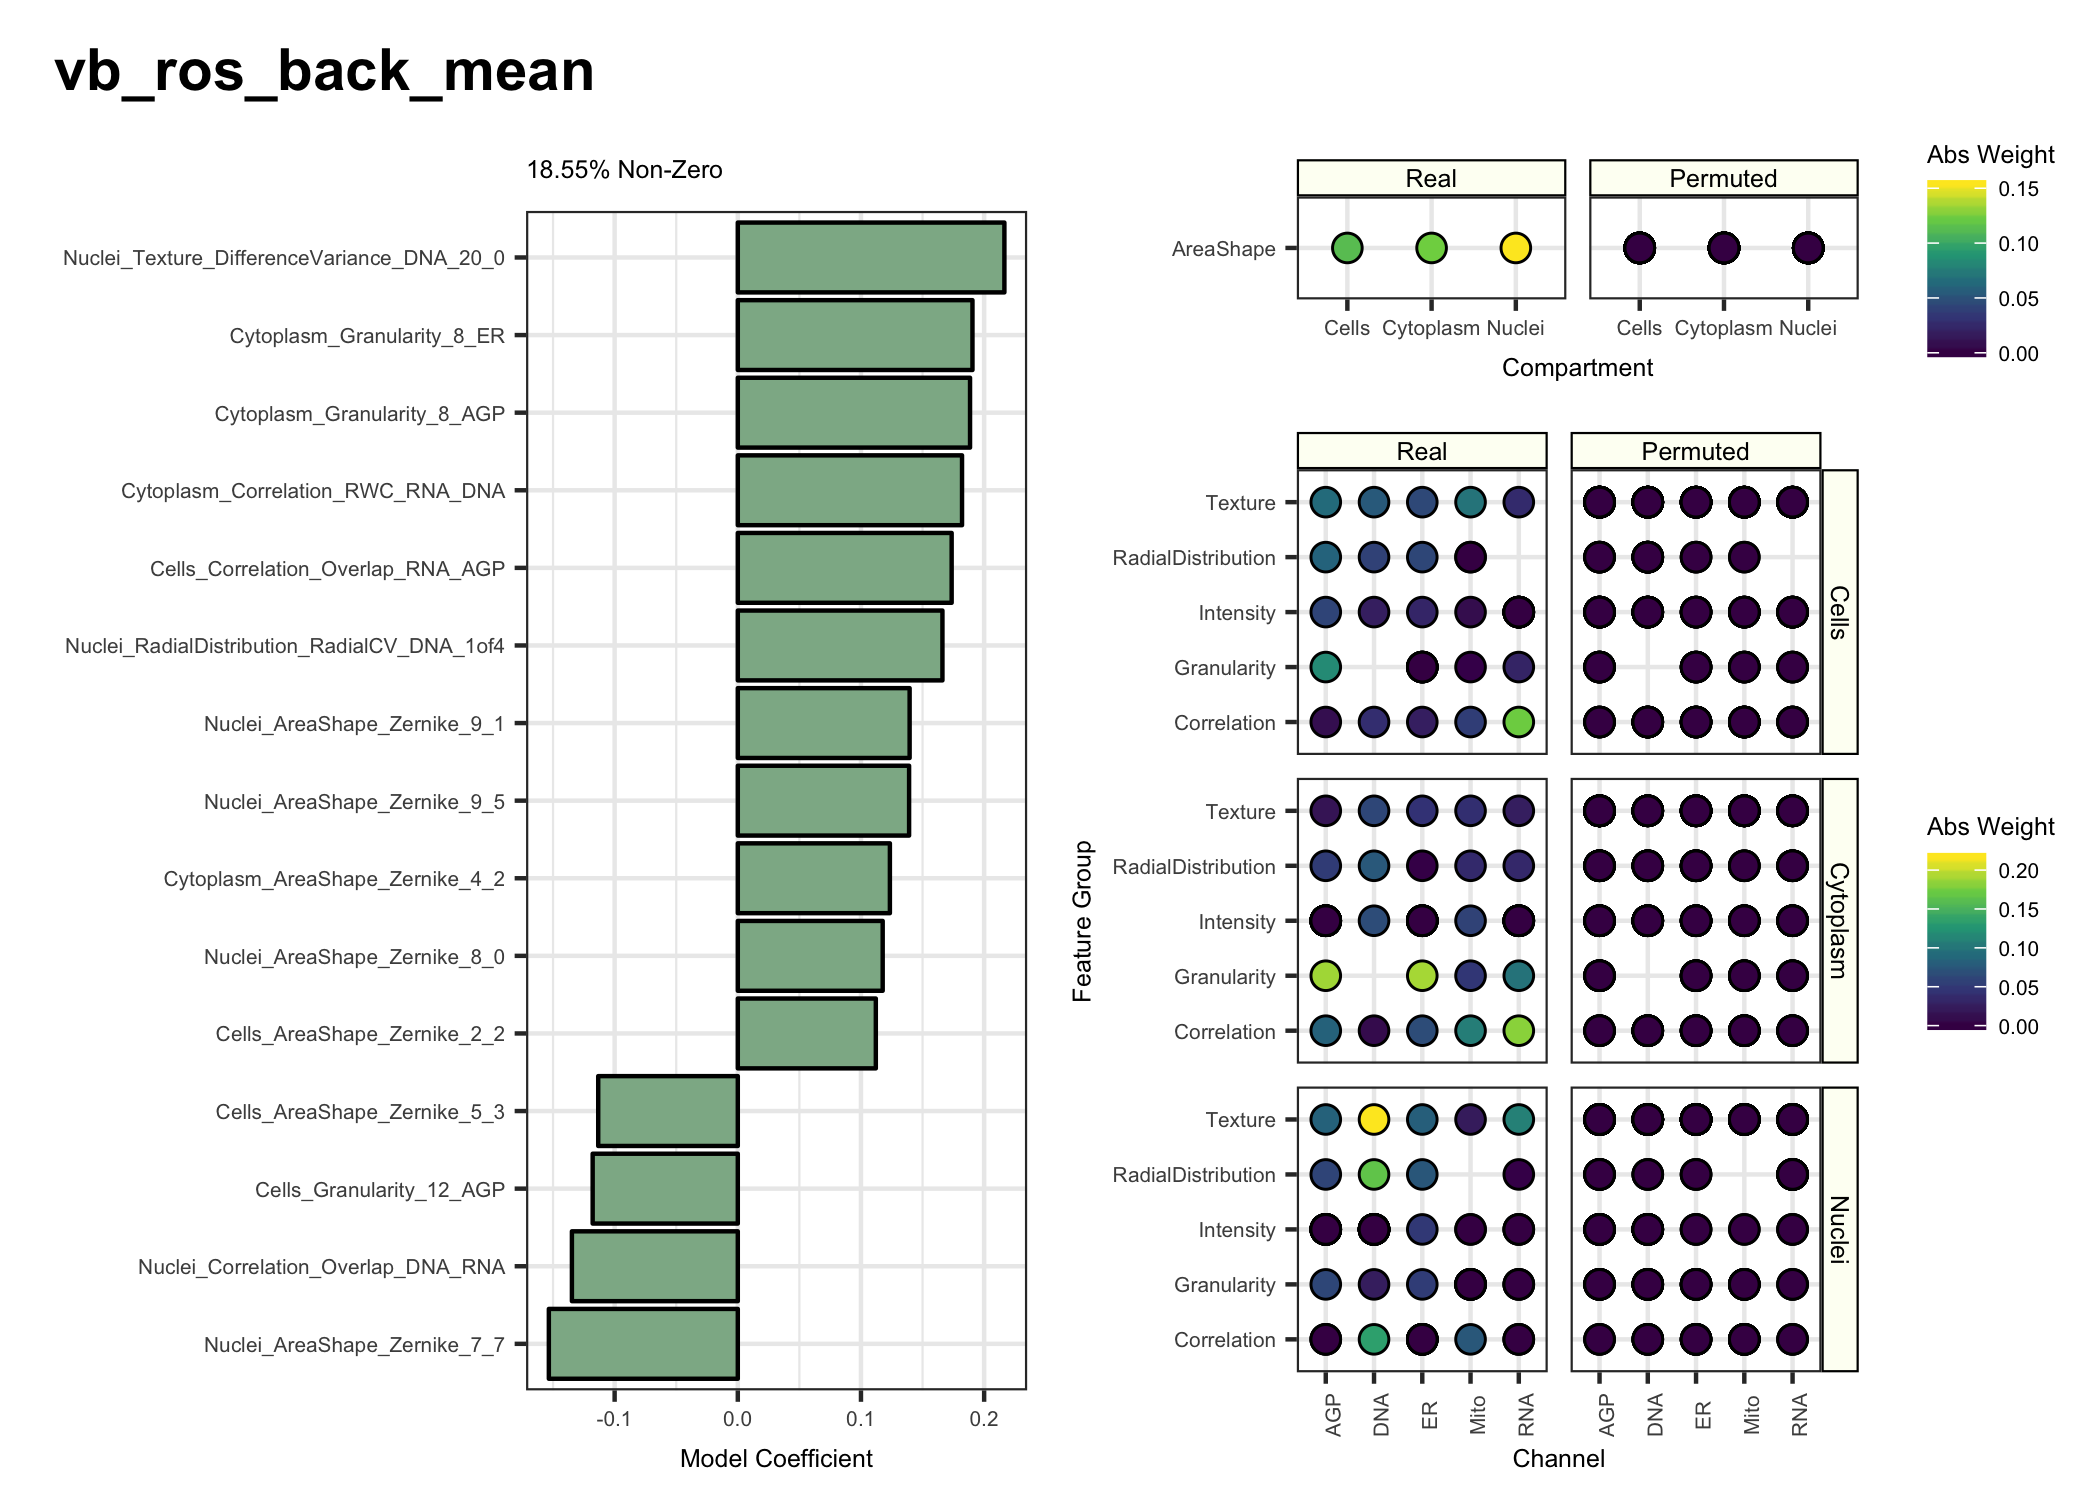 vb_ros_back_mean
18.55% Non-Zero
Nuclei_Texture_DifferenceVariance_DNA_20_0
Cytoplasm_Granularity_8_ER
Cytoplasm_Granularity_8_AGP
Cytoplasm_Correlation_RWC_RNA_DNA
Cells_Correlation_Overlap_RNA_AGP
Nuclei_RadialDistribution_RadialCV_DNA_1of4
Nuclei_AreaShape_Zernike_9_1
Nuclei_AreaShape_Zernike_9_5
Cytoplasm_AreaShape_Zernike_4_2
Nuclei_AreaShape_Zernike_8_0
Cells_AreaShape_Zernike_2_2
Cells_AreaShape_Zernike_5_3
Cells_Granularity_12_AGP
Nuclei_Correlation_Overlap_DNA_RNA
Nuclei_AreaShape_Zernike_7_7
-0.1 0.0 0.1 0.2
Model Coefficient
Real Permuted
AreaShape
Cells Cytoplasm Nuclei Cells Cytoplasm Nuclei
Compartment
Abs Weight
0.15
0.10
0.05
0.00
Feature Group
Real Permuted
Texture
RadialDistribution
Intensity
Granularity
Correlation
Cells
Texture
RadialDistribution
Intensity
Granularity
Correlation
Cytoplasm
Texture
RadialDistribution
Intensity
Granularity
Correlation
Nuclei
AGP DNA ER Mito RNA AGP DNA ER Mito RNA
Channel
Abs Weight
0.20
0.15
0.10
0.05
0.00